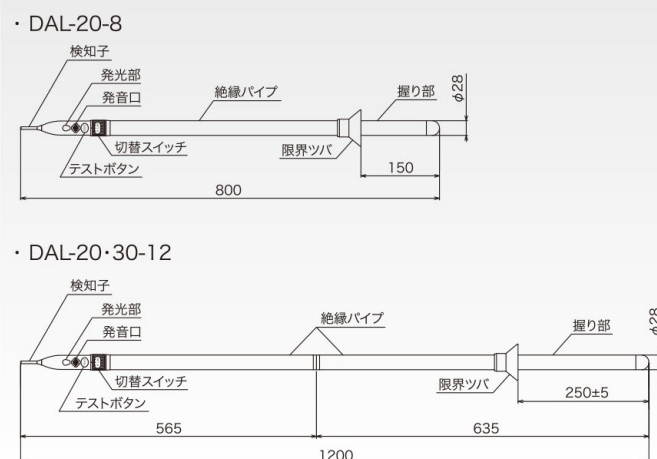 ・DAL-20-8
検知子
発光部
発音口
絶縁パイプ
握り部
φ28
切替スイッチ
限界ツバ
テストボタン
150
800
・DAL-20・30-12
検知子
発光部
発音口
絶縁パイプ
握り部
φ28
切替スイッチ
限界ツバ
250±5
テストボタン
565
635
1200